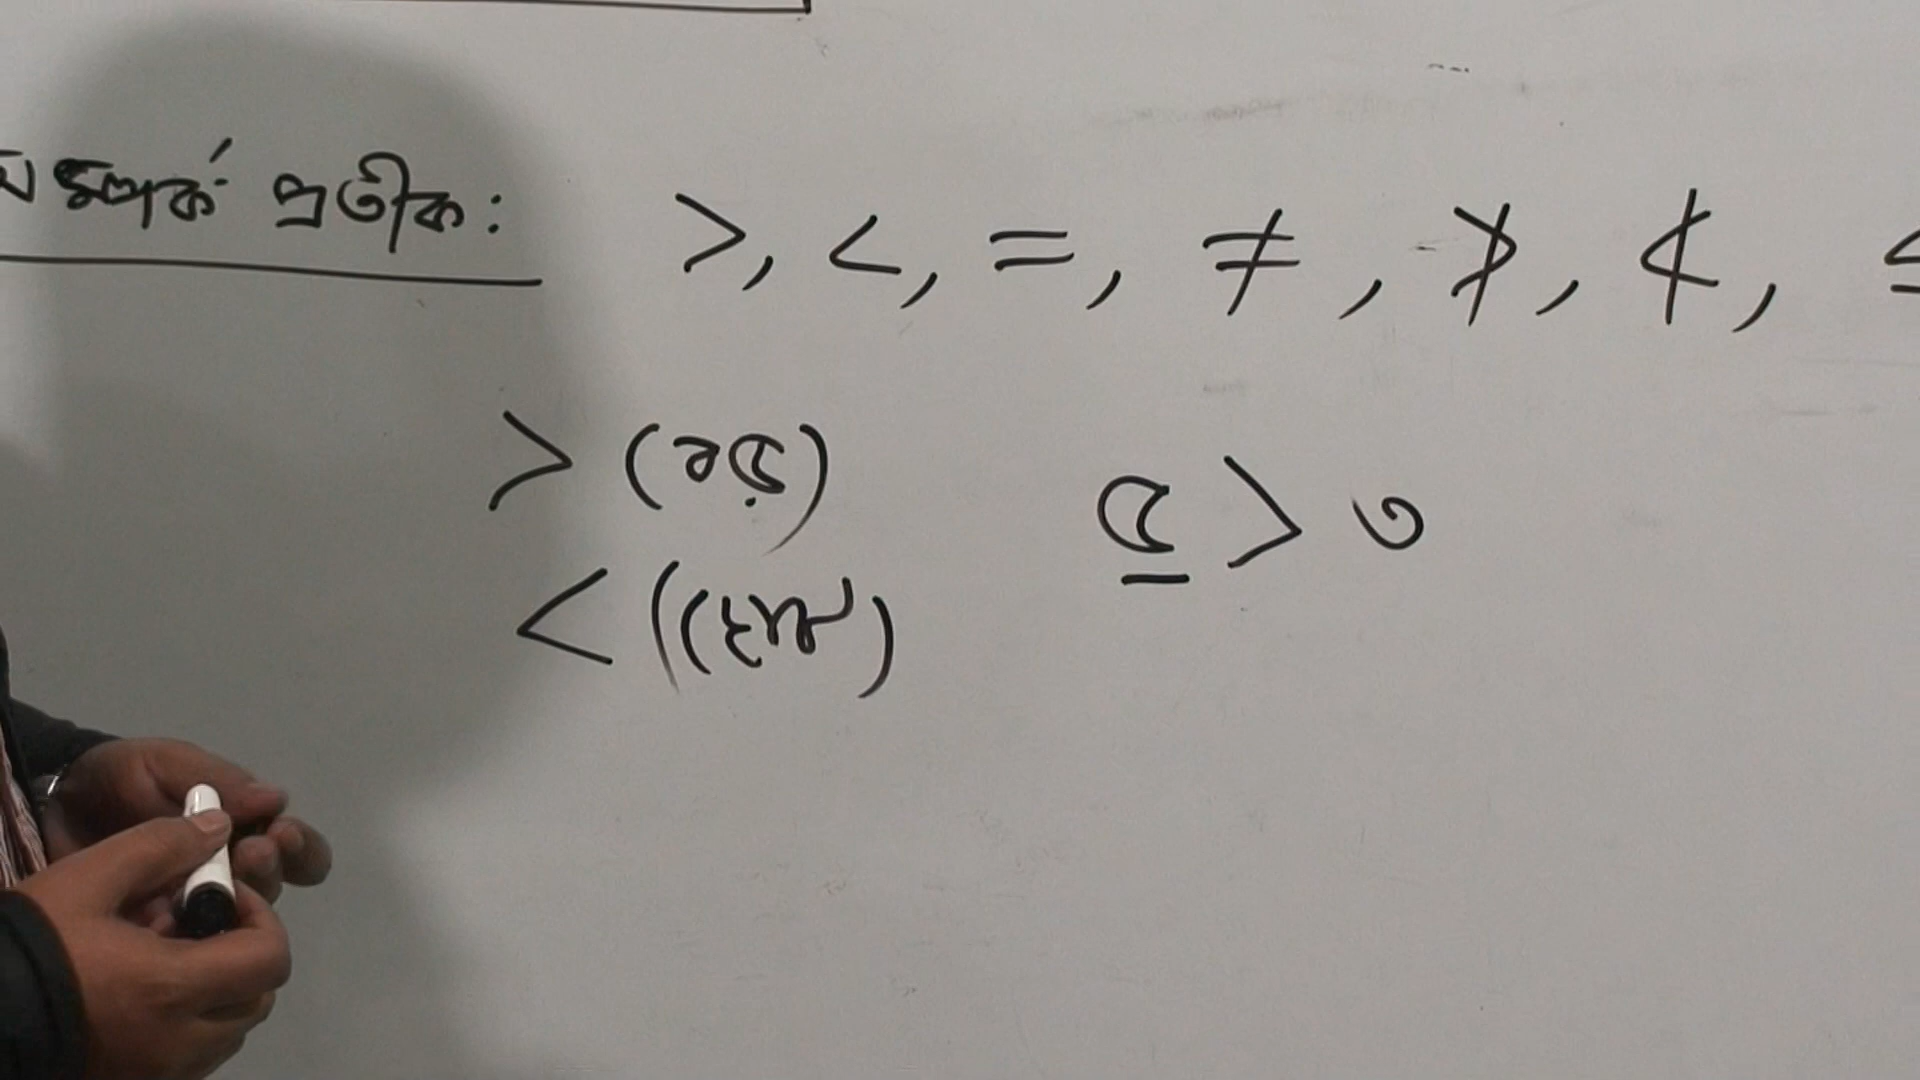 সম্পর্ক প্রতীক: >, <, =, ≠, ≯, ≮, ≤
> (বড়) ৫ > ৩
< (ছোট)